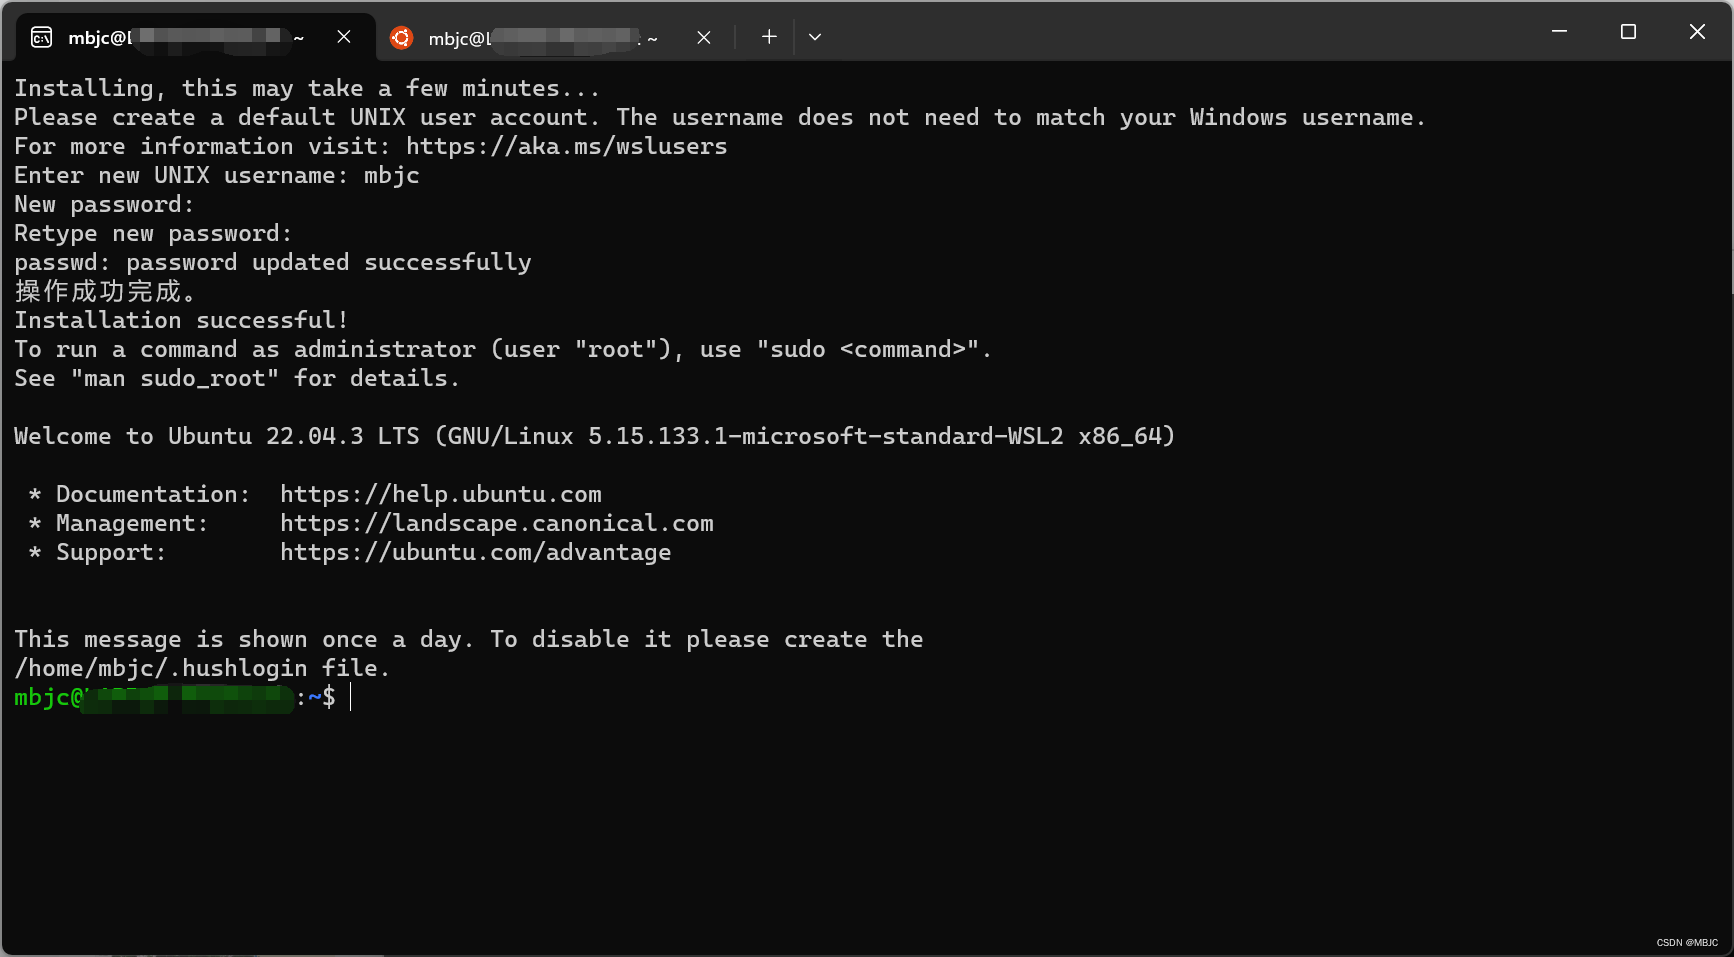 mbjc@ ~
mbjc@ : ~
Installing, this may take a few minutes...
Please create a default UNIX user account. The username does not need to match your Windows username.
For more information visit: https://aka.ms/wslusers
Enter new UNIX username: mbjc
New password:
Retype new password:
passwd: password updated successfully
操作成功完成。
Installation successful!
To run a command as administrator (user "root"), use "sudo <command>".
See "man sudo_root" for details.
Welcome to Ubuntu 22.04.3 LTS (GNU/Linux 5.15.133.1-microsoft-standard-WSL2 x86_64)
* Documentation: https://help.ubuntu.com
* Management: https://landscape.canonical.com
* Support: https://ubuntu.com/advantage
This message is shown once a day. To disable it please create the
/home/mbjc/.hushlogin file.
mbjc@ :~$
CSDN @MBJC